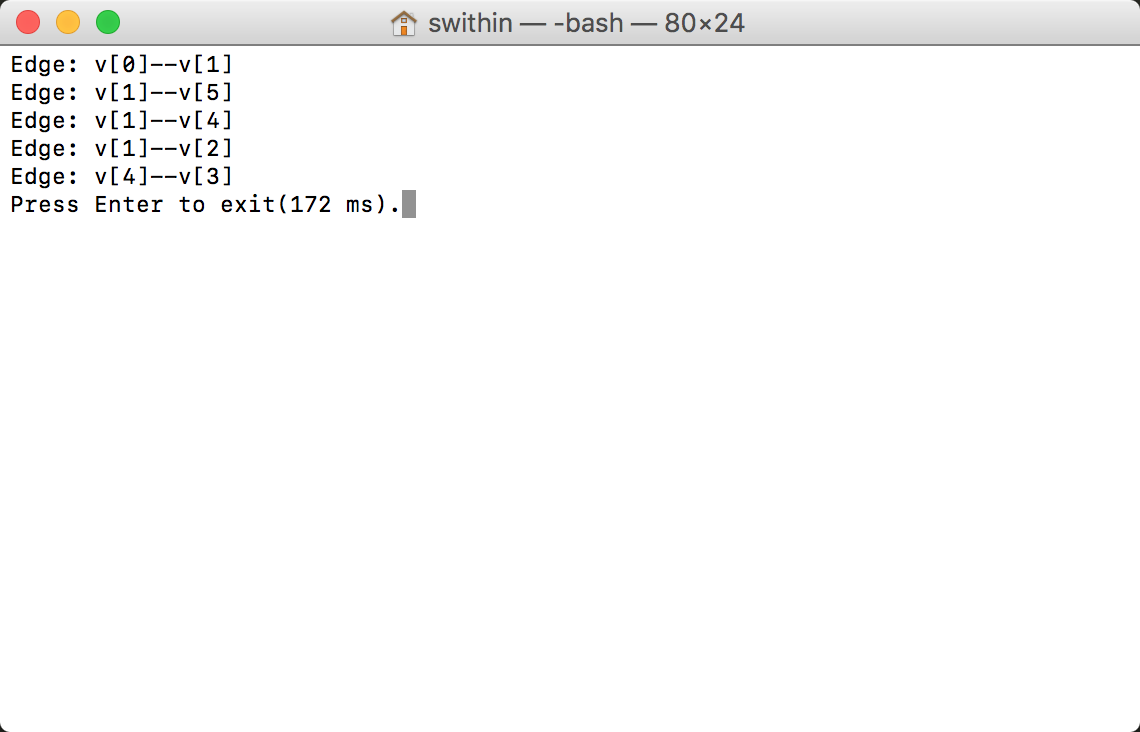 swithin — -bash — 80×24
Edge: v[0]--v[1]
Edge: v[1]--v[5]
Edge: v[1]--v[4]
Edge: v[1]--v[2]
Edge: v[4]--v[3]
Press Enter to exit(172 ms).